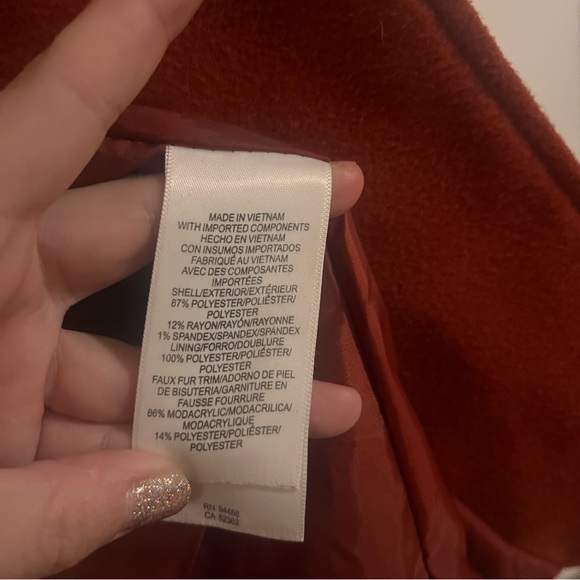 MADE IN VIETNAM
WITH IMPORTED COMPONENTS
HECHO EN VIETNAM
CON INSUMOS IMPORTADOS
FABRIQUÉ AU VIETNAM
AVEC DES COMPOSANTES
IMPORTÉES
SHELL/EXTERIOR/EXTÉRIEUR
87% POLYESTER/POLIÉSTER/
POLYESTER
12% RAYON/RAYÓN/RAYONNE
1% SPANDEX/SPANDEX/SPANDEX
LINING/FORRO/DOUBLURE
100% POLYESTER/POLIÉSTER/
POLYESTER
FAUX FUR TRIM/ADORNO DE PIEL
DE BISUTERIA/GARNITURE EN
FAUSSE FOURRURE
86% MODACRYLIC/MODACRILICA/
MODACRYLIQUE
14% POLYESTER/POLIÉSTER/
POLYESTER
RN 94466
CA 52362